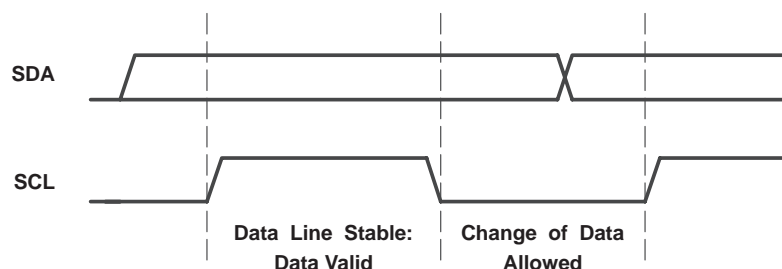 SDA
SCL
Data Line Stable:
Data Valid
Change of Data
Allowed